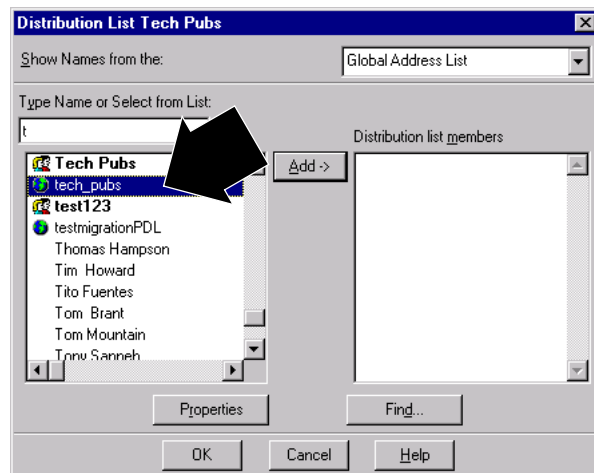 Distribution List Tech Pubs
Show Names from the:
Global Address List
Type Name or Select from List:
t
Distribution list members
Tech Pubs
Add ->
tech_pubs
test123
testmigrationPDL
Thomas Hampson
Tim Howard
Tito Fuentes
Tom Brant
Tom Mountain
Tony Sanneh
Properties
Find...
OK
Cancel
Help